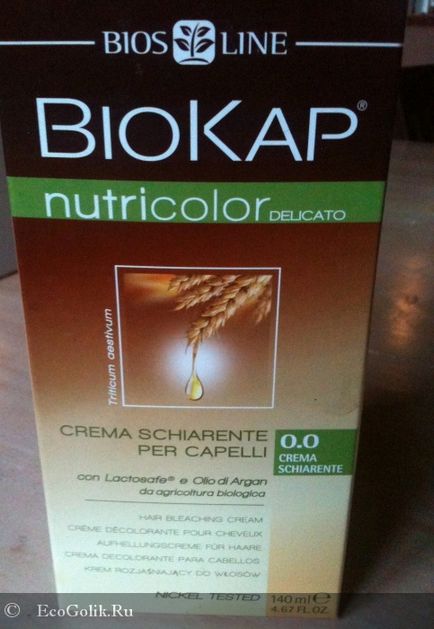 BIOS LINE
BIOKAP®
nutricolor DELICATO
Triticum aestivum
CREMA SCHIARENTE
PER CAPELLI
0.0
CREMA
SCHIARENTE
con Lactosafe® e Olio di Argan
da agricoltura biologica
HAIR BLEACHING CREAM
CRÈME DÉCOLORANTE POUR CHEVEUX
AUFHELLUNGSCREME FÜR HAARE
CREMA DECOLORANTE PARA CABELLOS
KREM ROZJAŚNIAJĄCY DO WŁOSÓW
NICKEL TESTED
140 ml e
4.67 FL. OZ.
© EcoGolik.Ru